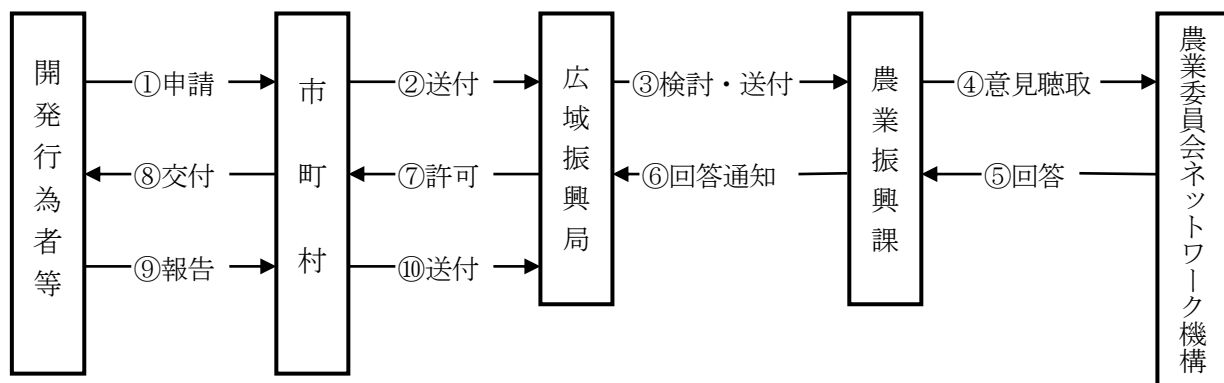 開発行為者等
①申請
⑧交付
⑨報告
市町村
②送付
⑦許可
⑩送付
広域振興局
③検討・送付
⑥回答通知
農業振興課
④意見聴取
⑤回答
農業委員会ネットワーク機構